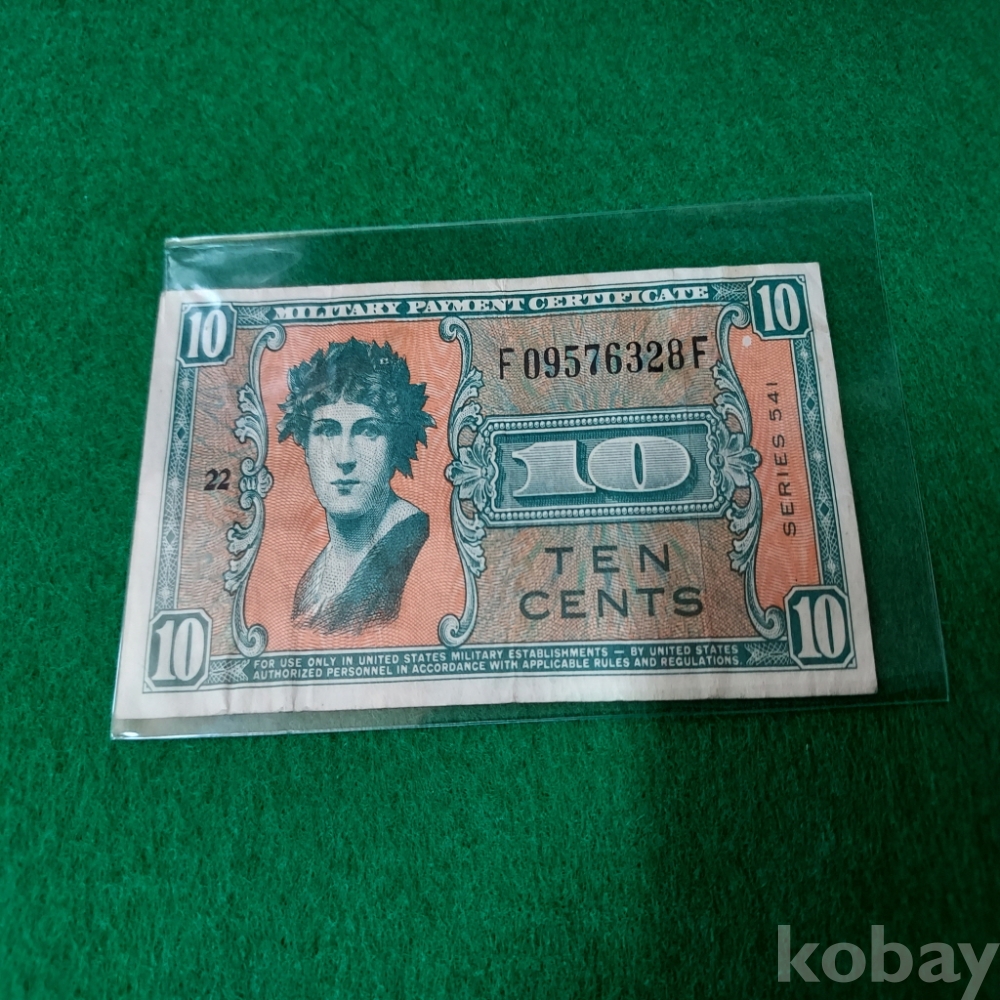 10 MILITARY PAYMENT CERTIFICATE 10
F09576328F
22
10
SERIES 541
TEN
CENTS
10 10
FOR USE ONLY IN UNITED STATES MILITARY ESTABLISHMENTS — BY UNITED STATES
AUTHORIZED PERSONNEL IN ACCORDANCE WITH APPLICABLE RULES AND REGULATIONS.
kobay